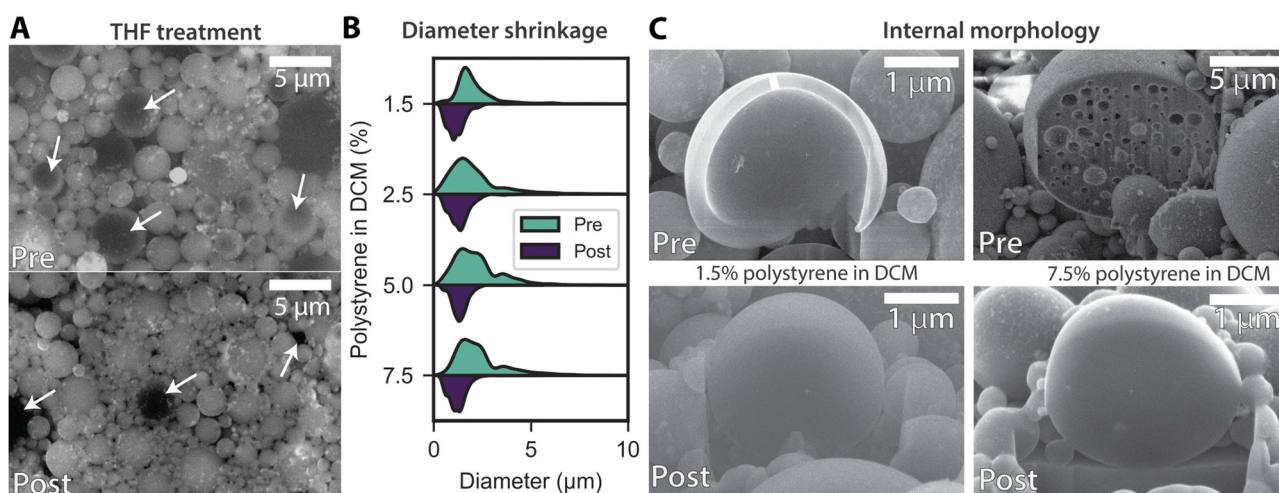 A
THF treatment
5 µm
Pre
5 µm
Post
B
Diameter shrinkage
Polystyrene in DCM (%)
1.5
2.5
5.0
7.5
Pre
Post
0
5
10
Diameter (µm)
C
Internal morphology
1 µm
Pre
5 µm
Pre
1.5% polystyrene in DCM
7.5% polystyrene in DCM
1 µm
Post
1 µm
Post